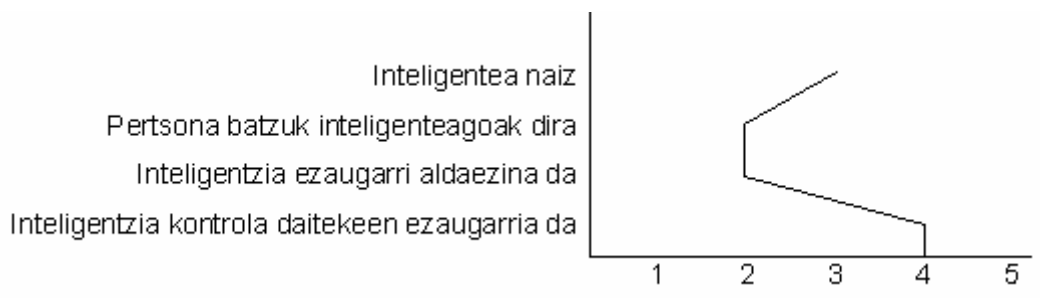 Inteligentea naiz
Pertsona batzuk inteligenteagoak dira
Inteligentzia ezaugarri aldaezina da
Inteligentzia kontrola daitekeen ezaugarria da
1 2 3 4 5